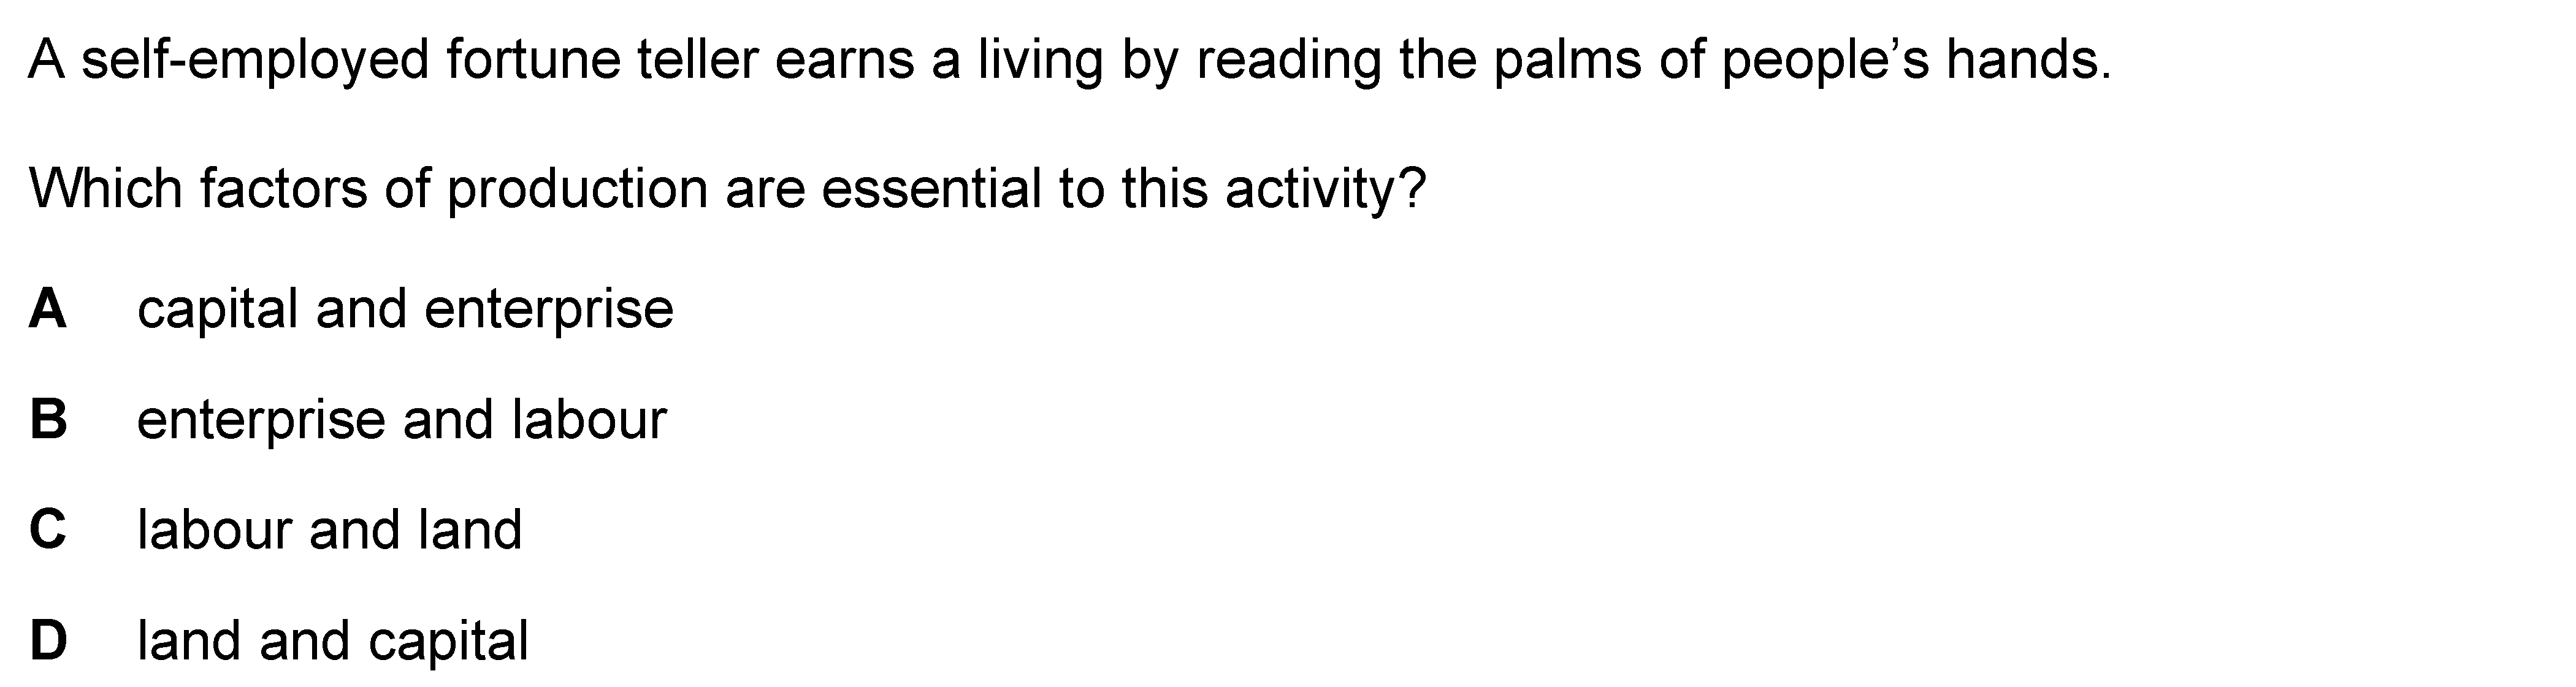 A self-employed fortune teller earns a living by reading the palms of people’s hands.
Which factors of production are essential to this activity?
A capital and enterprise
B enterprise and labour
C labour and land
D land and capital